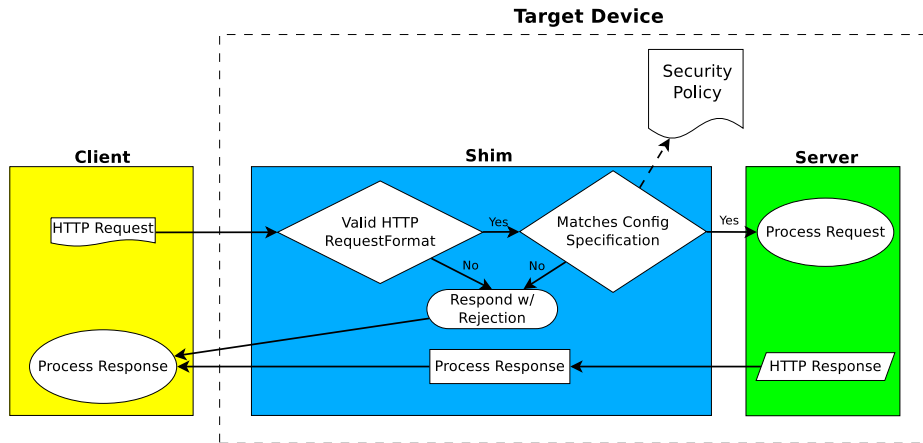 Target Device
Security
Policy
Client
Shim
Server
HTTP Request
Valid HTTP
RequestFormat
Yes
Matches Config
Specification
Yes
Process Request
No
No
Respond w/
Rejection
Process Response
Process Response
HTTP Response